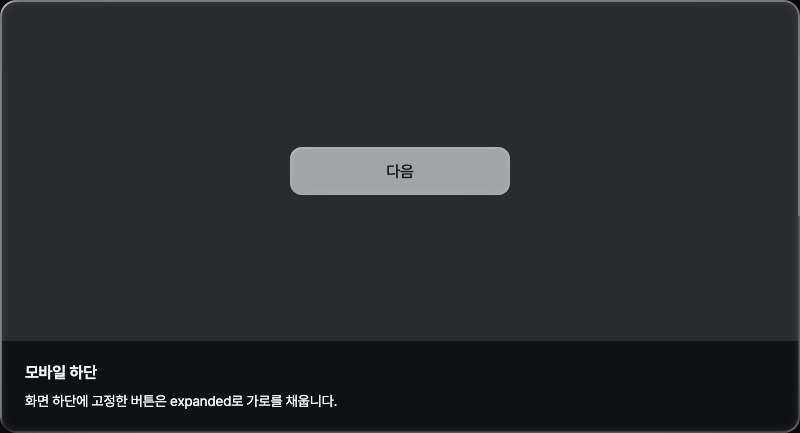 다음
모바일 하단
화면 하단에 고정한 버튼은 expanded로 가로를 채웁니다.